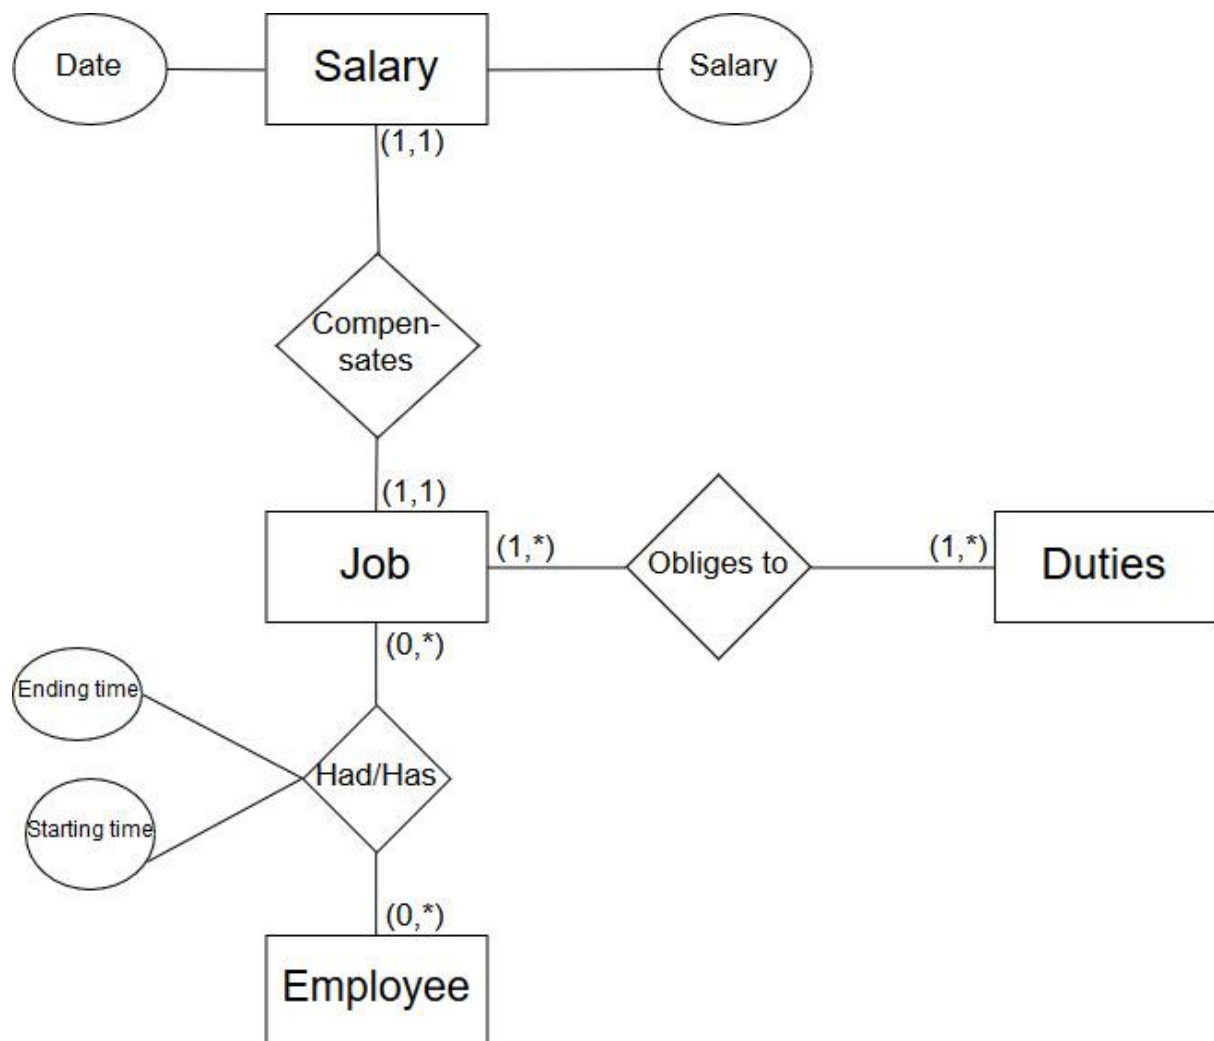 Date
Salary
Salary
(1,1)
Compen-
sates
(1,1)
Job
(1,*)
Obliges to
(1,*)
Duties
(0,*)
Ending time
Had/Has
Starting time
(0,*)
Employee